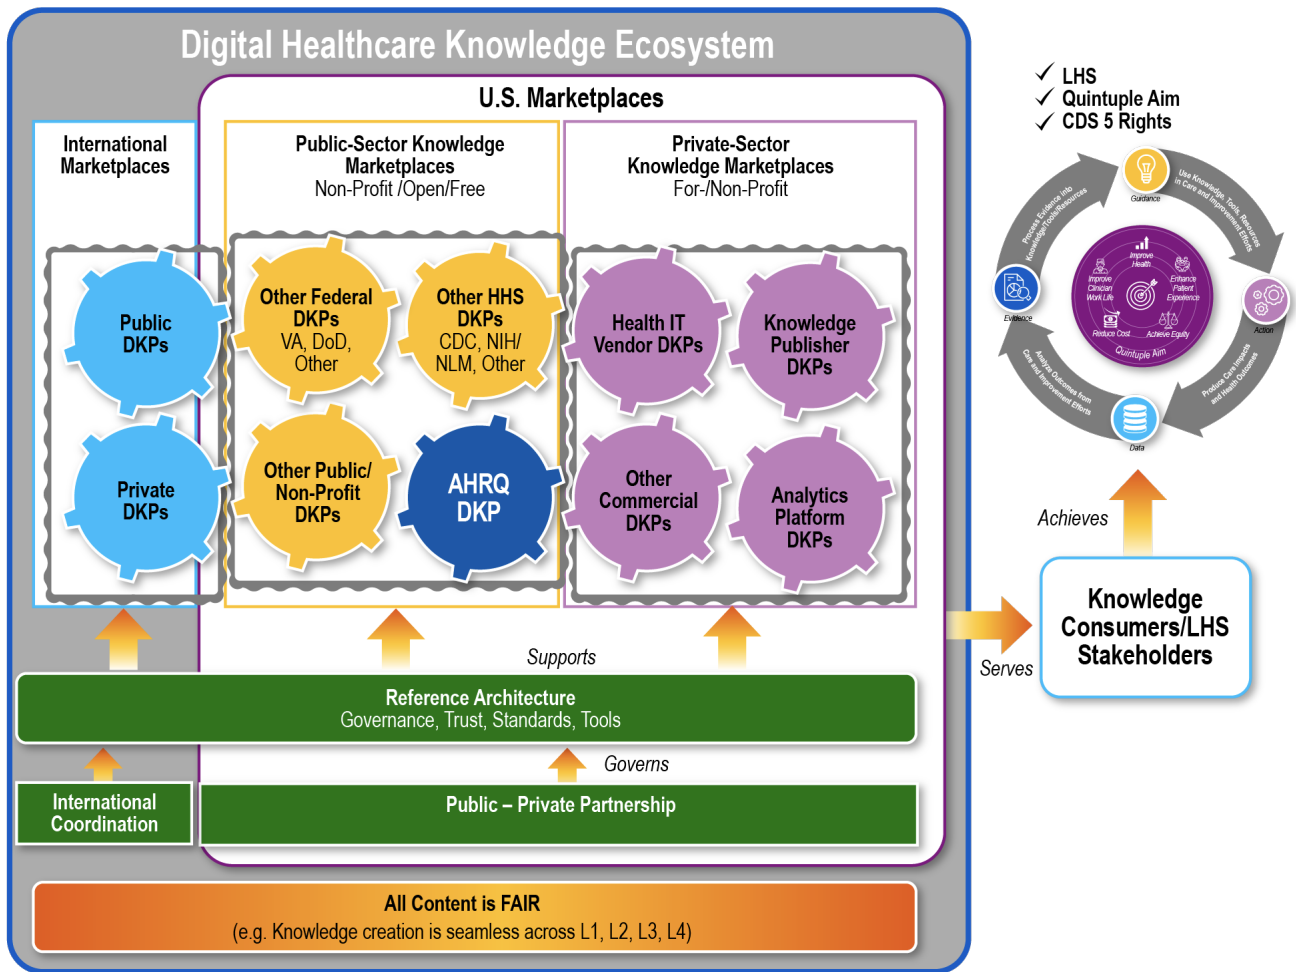 Digital Healthcare Knowledge Ecosystem
U.S. Marketplaces
International
Marketplaces
Public-Sector Knowledge
Marketplaces
Non-Profit /Open/Free
Private-Sector
Knowledge Marketplaces
For-/Non-Profit
Public
DKPs
Private
DKPs
Other Federal
DKPs
VA, DoD,
Other
Other HHS
DKPs
CDC, NIH/
NLM, Other
Other Public/
Non-Profit
DKPs
AHRQ
DKP
Health IT
Vendor DKPs
Knowledge
Publisher
DKPs
Other
Commercial
DKPs
Analytics
Platform
DKPs
Supports
Reference Architecture
Governance, Trust, Standards, Tools
Governs
International
Coordination
Public – Private Partnership
All Content is FAIR
(e.g. Knowledge creation is seamless across L1, L2, L3, L4)
Serves
Knowledge
Consumers/LHS
Stakeholders
Achieves
✓ LHS
✓ Quintuple Aim
✓ CDS 5 Rights
Guidance
Use Knowledge, Tools, Resources
in Care and Improvement Efforts
Action
Produce Care Impacts
and Health Outcomes
Data
Analyze Outcomes from
Care and Improvement Efforts
Evidence
Process Evidence into
Knowledge/Tools/Resources
Improve
Health
Improve
Clinician
Work Life
Enhance
Patient
Experience
Reduce Cost
Achieve Equity
Quintuple Aim